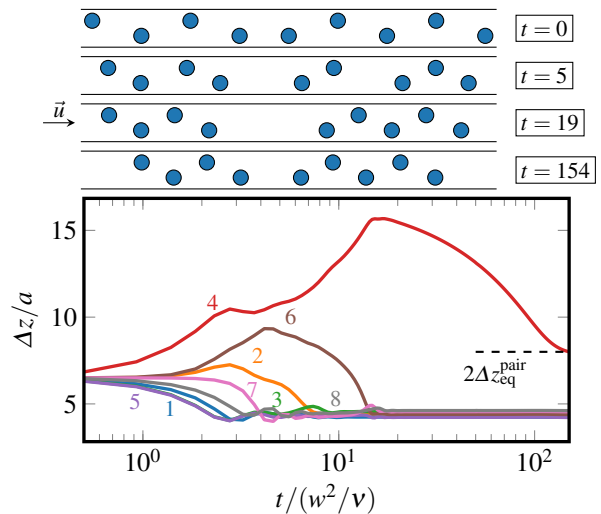 t = 0
t = 5
u⃗
t = 19
t = 154
15
10
5
Δz/a
4
6
2
7
3
8
5
1
2Δz_eq^pair
10^0
10^1
10^2
t/(w^2/ν)